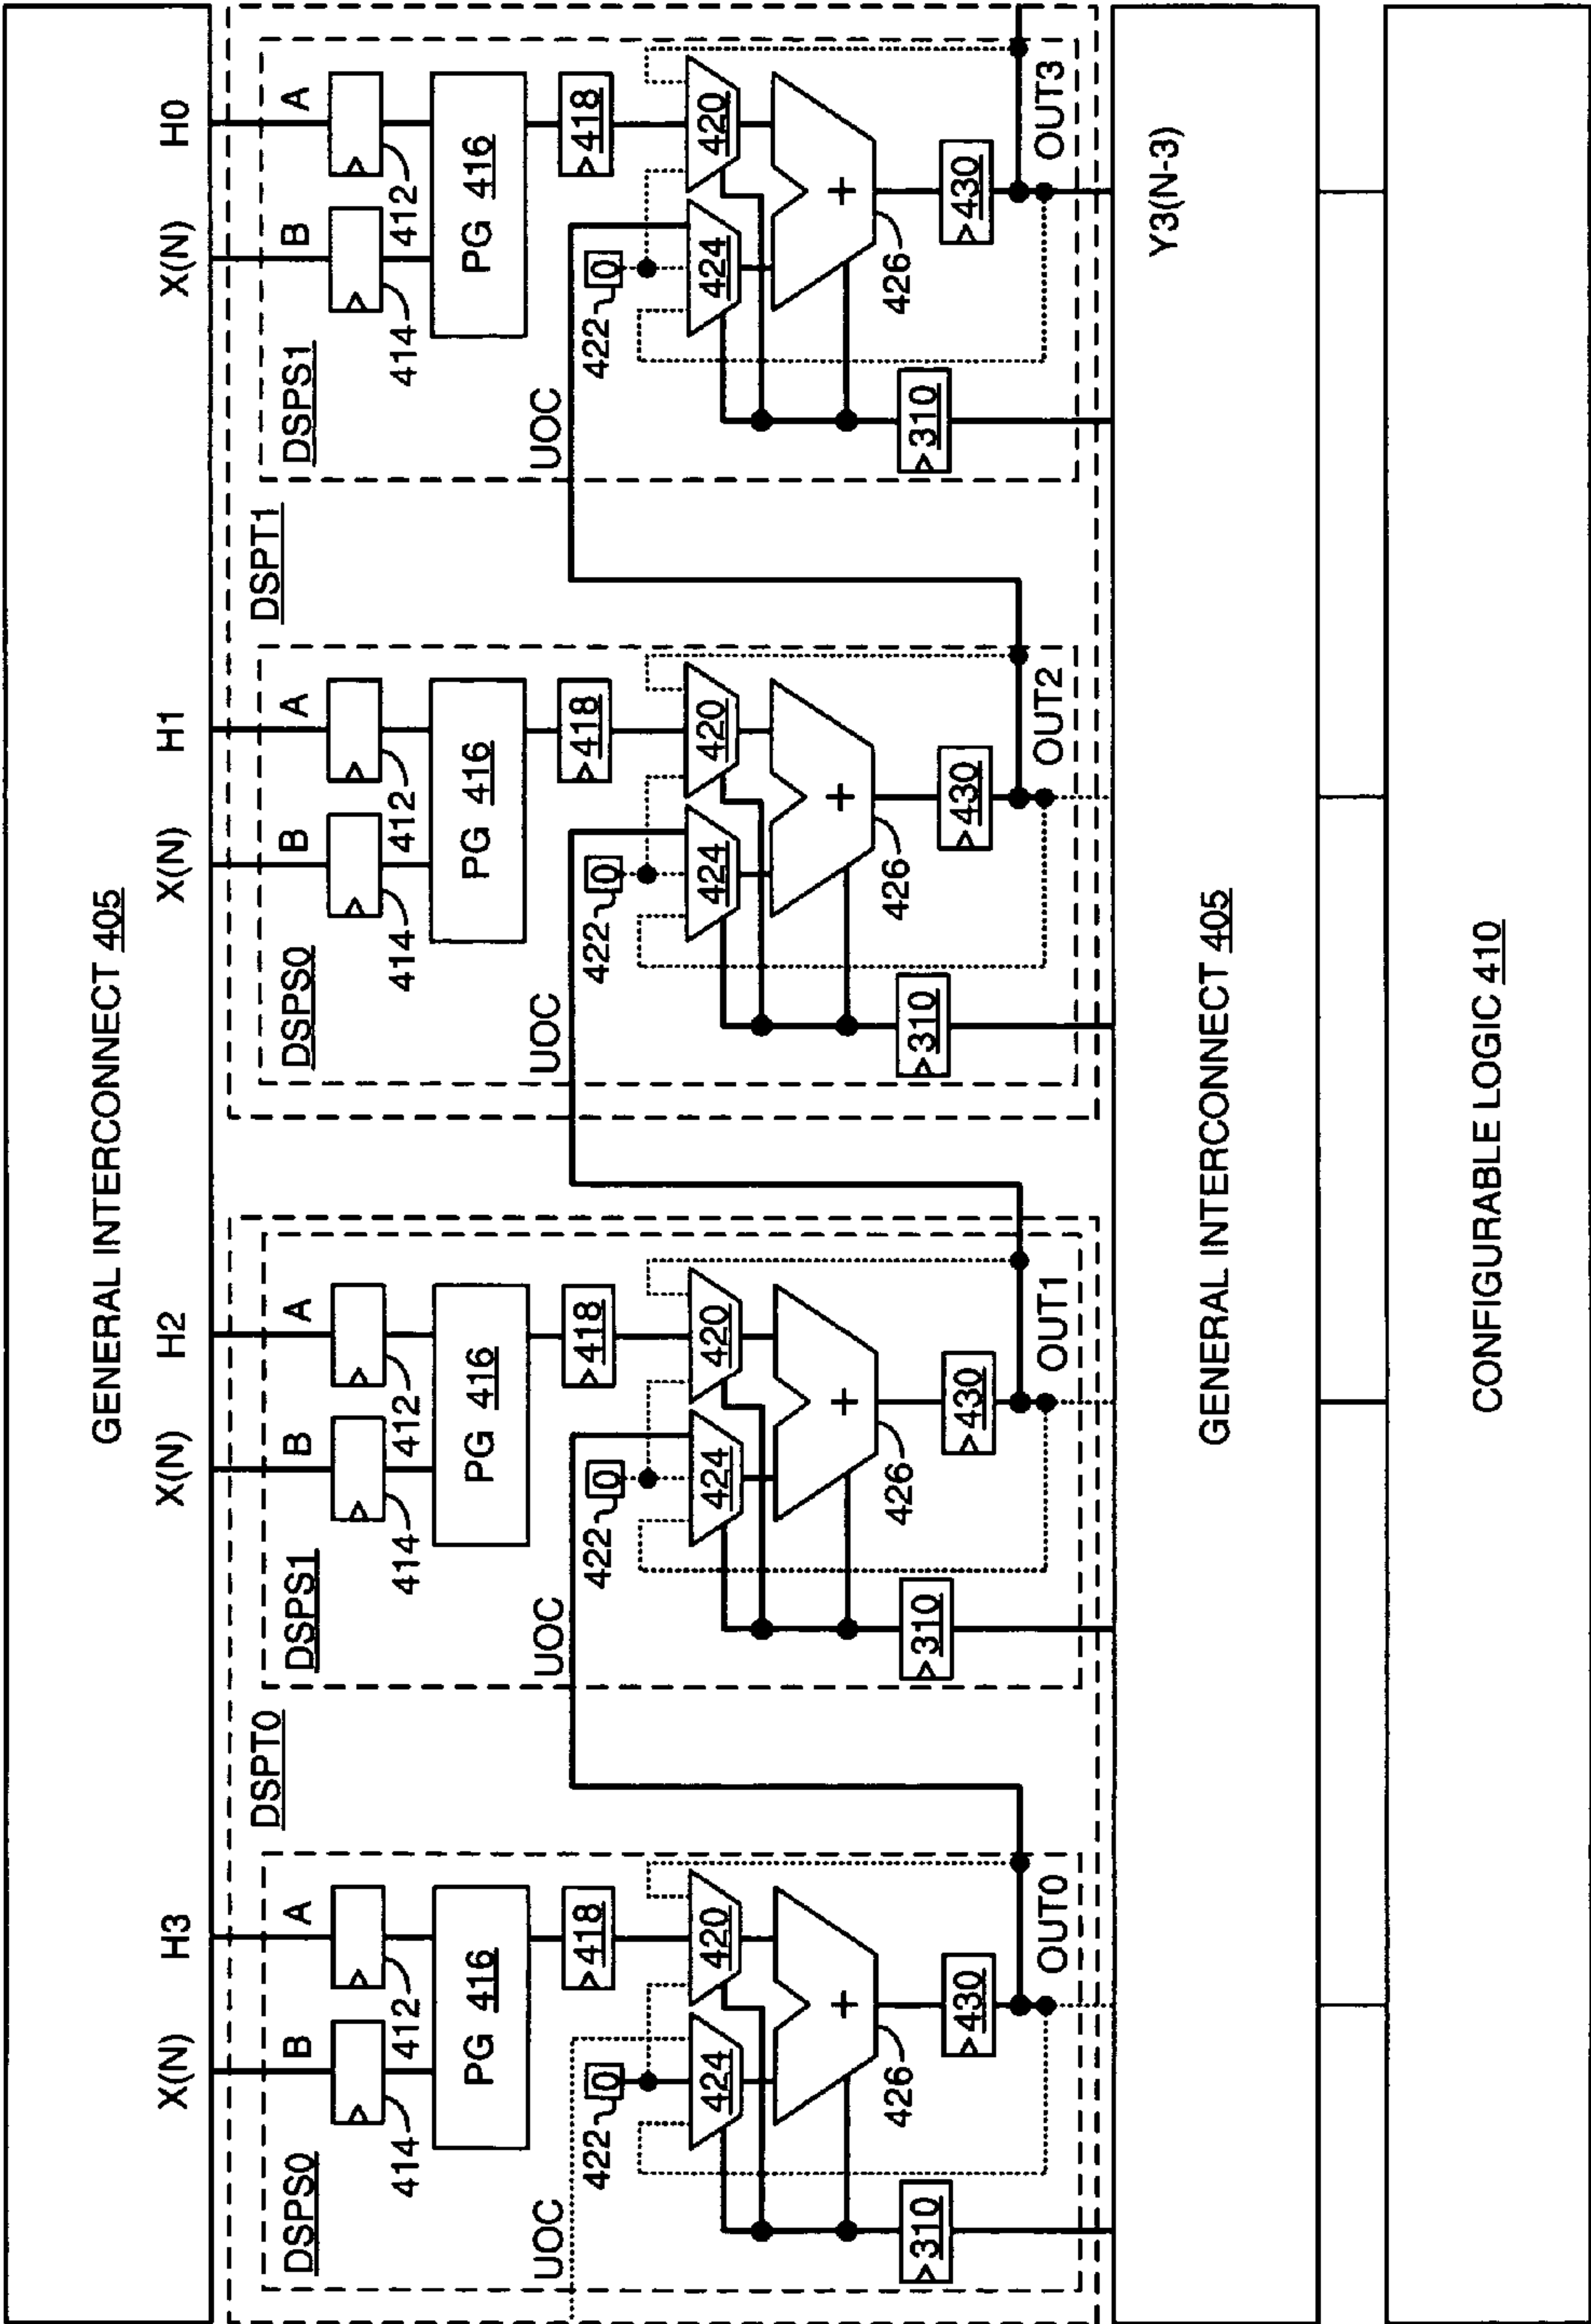 GENERAL INTERCONNECT 405
X(N) H3 X(N) H2 X(N) H1 X(N) H0
B A B A B A B A
DSPS0 DSPT0 DSPS1 DSPS0 DSPT1 DSPS1
414 412 414 412 414 412 414 412
PG 416 PG 416 PG 416 PG 416
UOC UOC UOC UOC
>418 >418 >418 >418
422 0 422 0 422 0 422 0
424 420 424 420 424 420 424 420
+ + + +
426 426 426 426
>310 >430 >310 >430 >310 >430 >310 >430
OUT0 OUT1 OUT2 OUT3
Y3(N-3)
GENERAL INTERCONNECT 405
CONFIGURABLE LOGIC 410